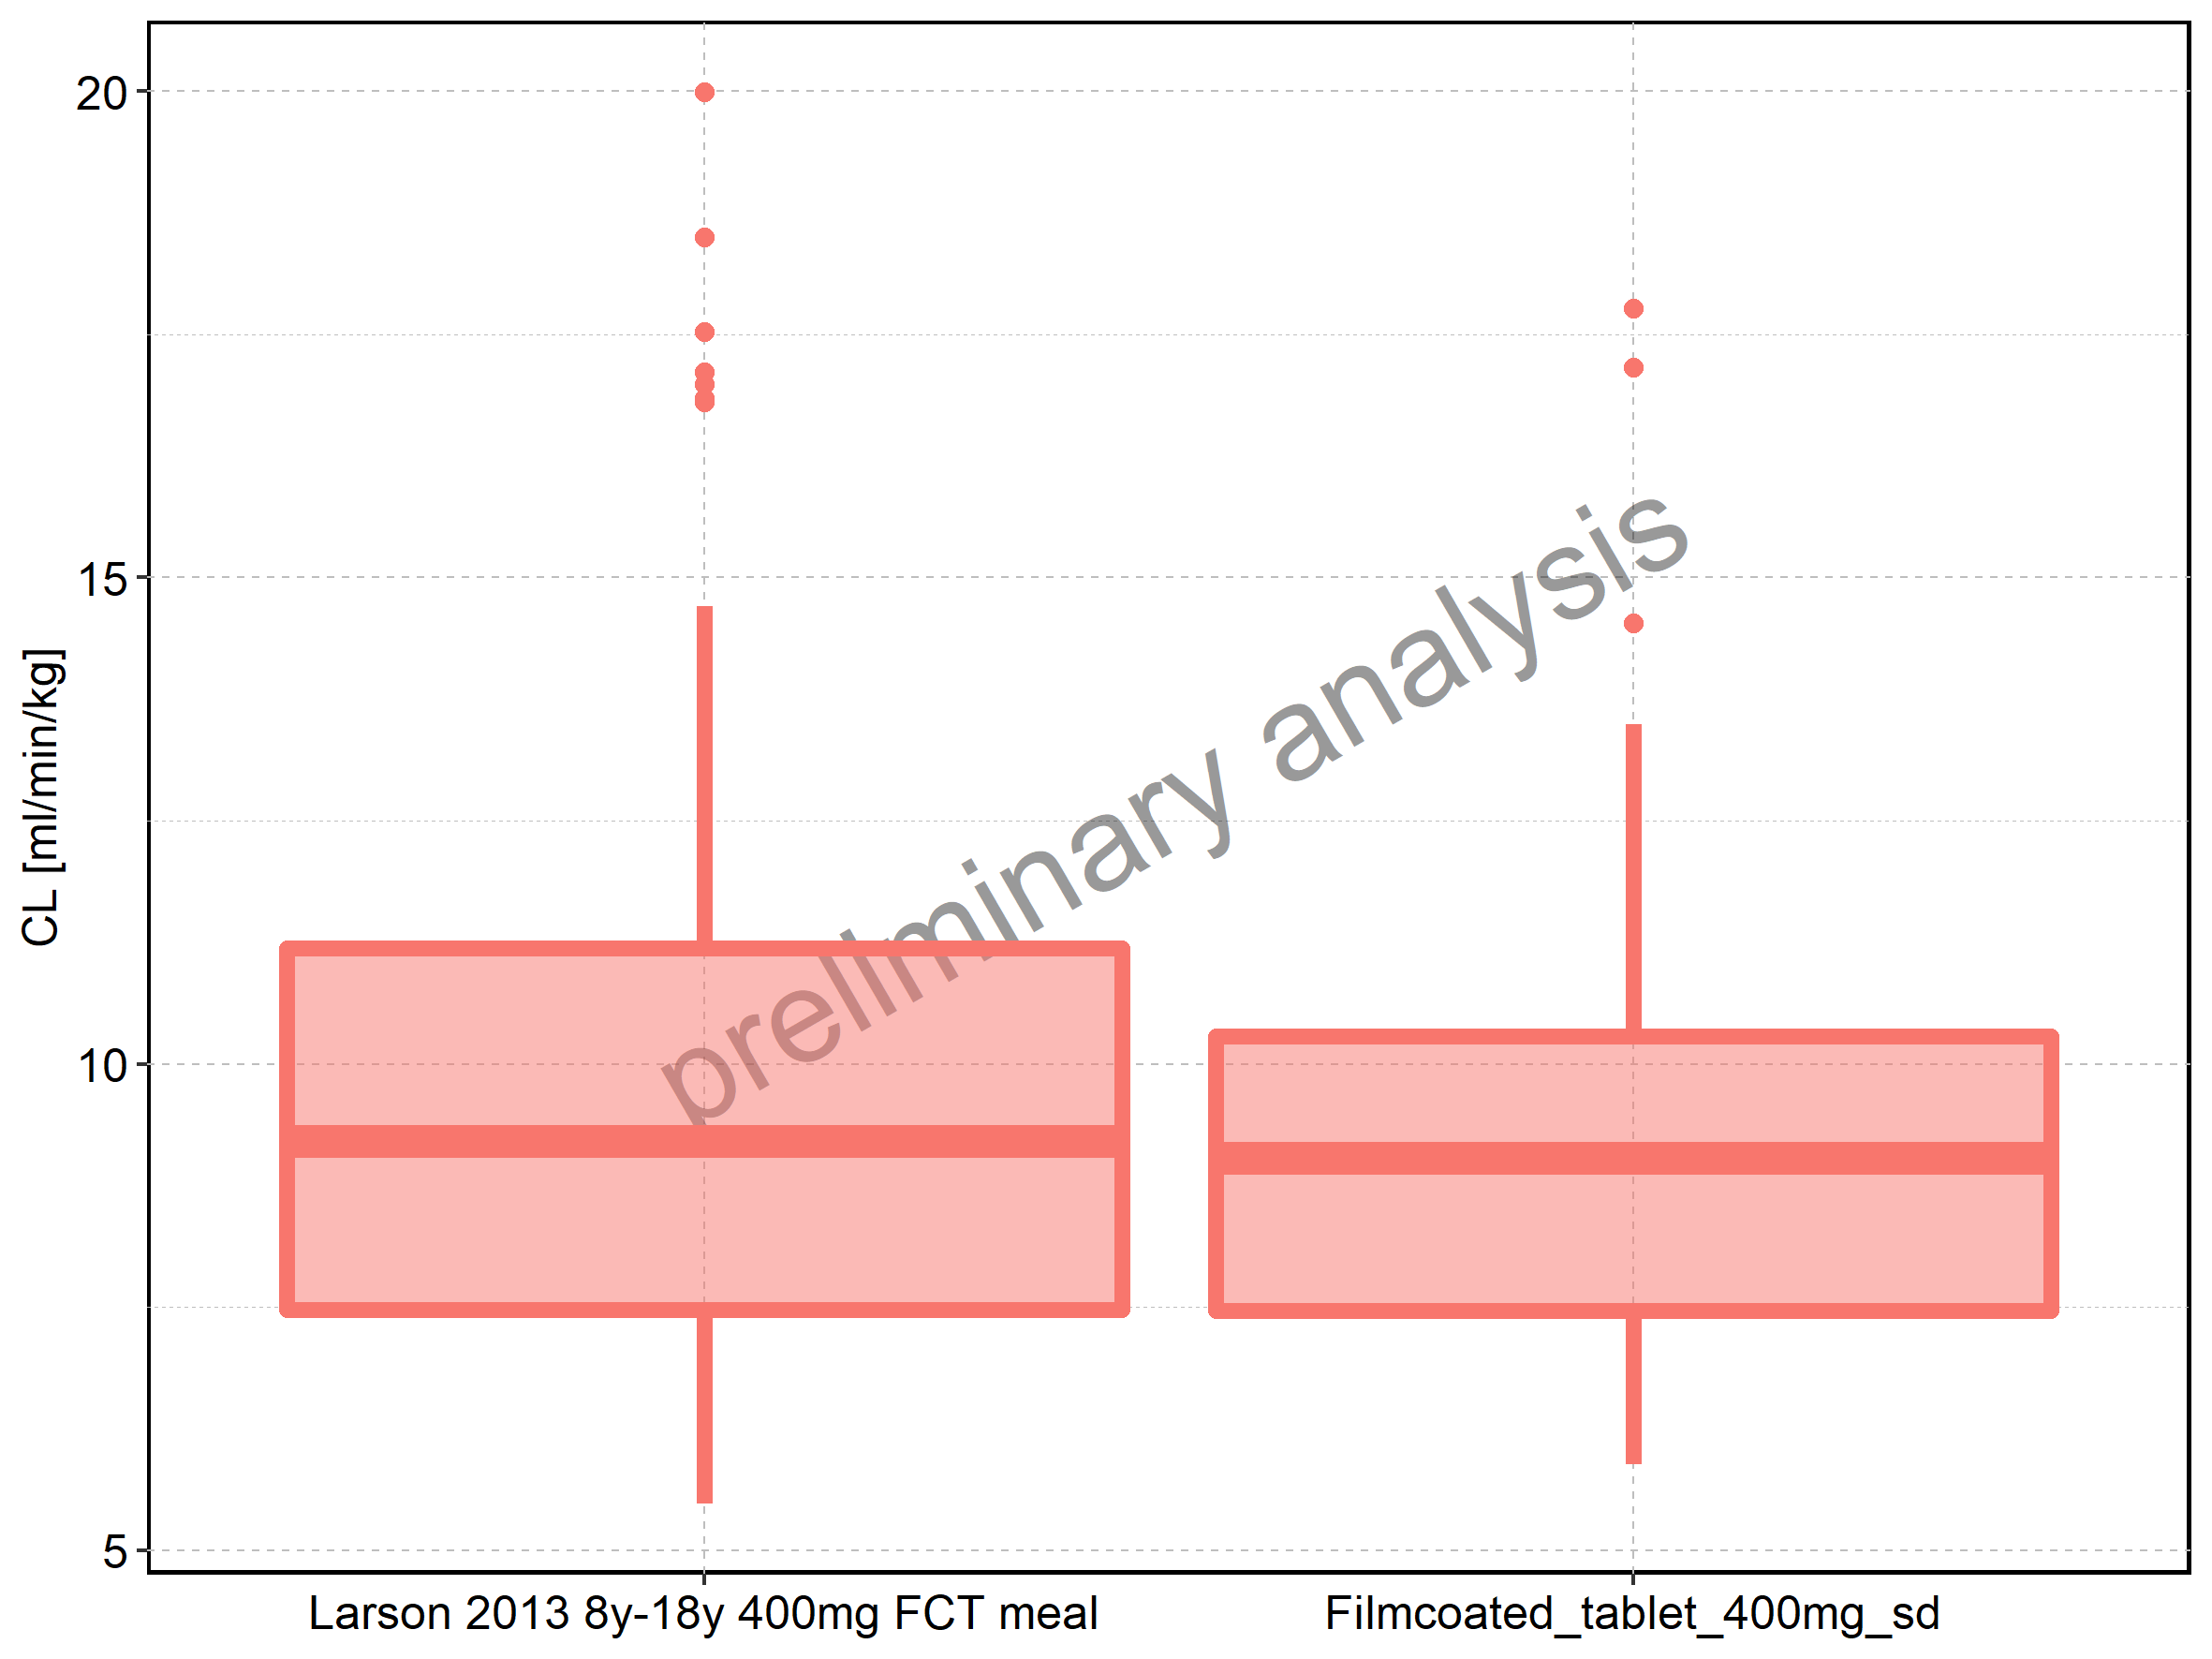 20
15
10
5
CL [ml/min/kg]
preliminary analysis
Larson 2013 8y-18y 400mg FCT meal
Filmcoated_tablet_400mg_sd